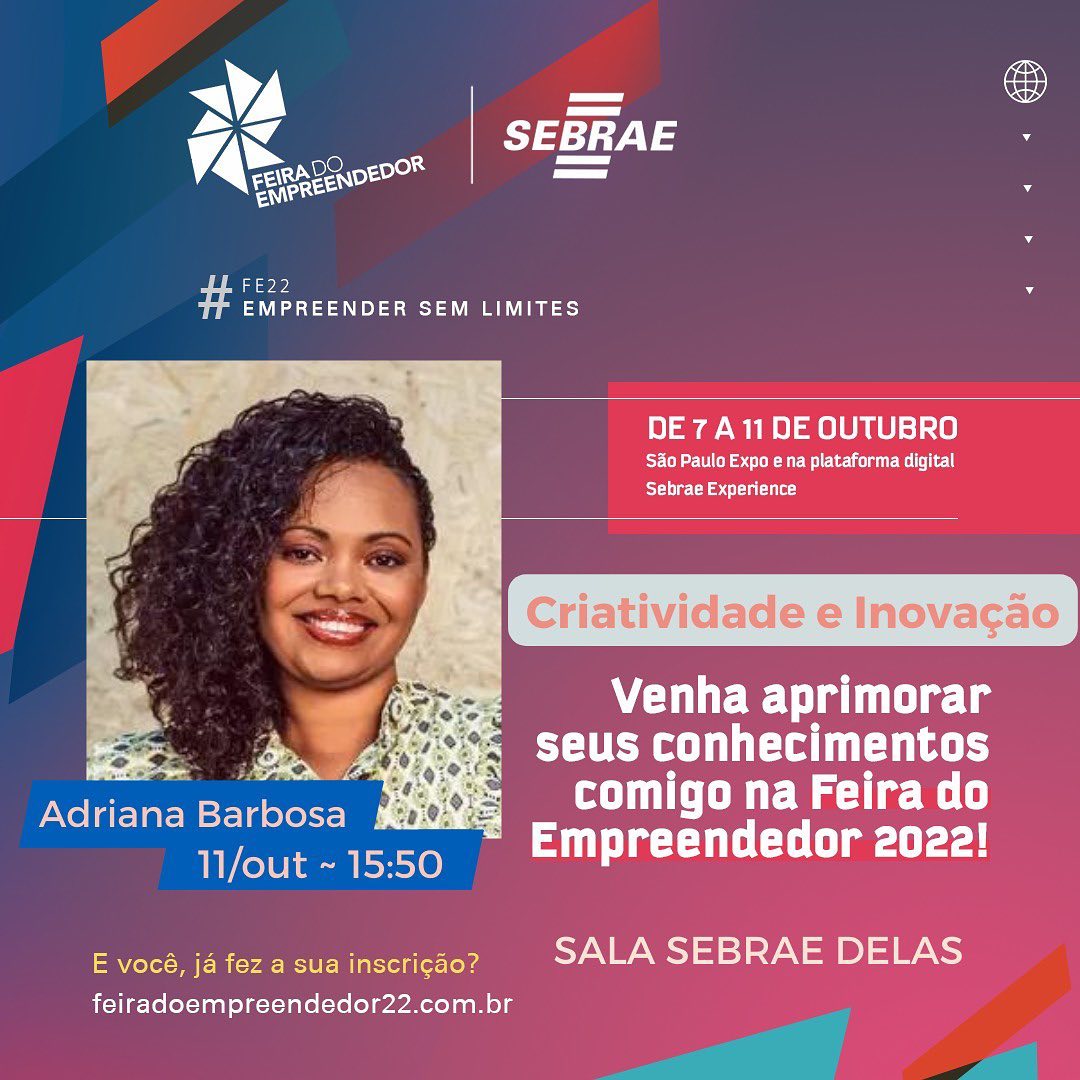 FEIRA DO
EMPREENDEDOR
SEBRAE
# FE22
EMPREENDER SEM LIMITES
DE 7 A 11 DE OUTUBRO
São Paulo Expo e na plataforma digital
Sebrae Experience
Criatividade e Inovação
Venha aprimorar
seus conhecimentos
comigo na Feira do
Empreendedor 2022!
Adriana Barbosa
11/out ~ 15:50
SALA SEBRAE DELAS
E você, já fez a sua inscrição?
feiradoempreendedor22.com.br